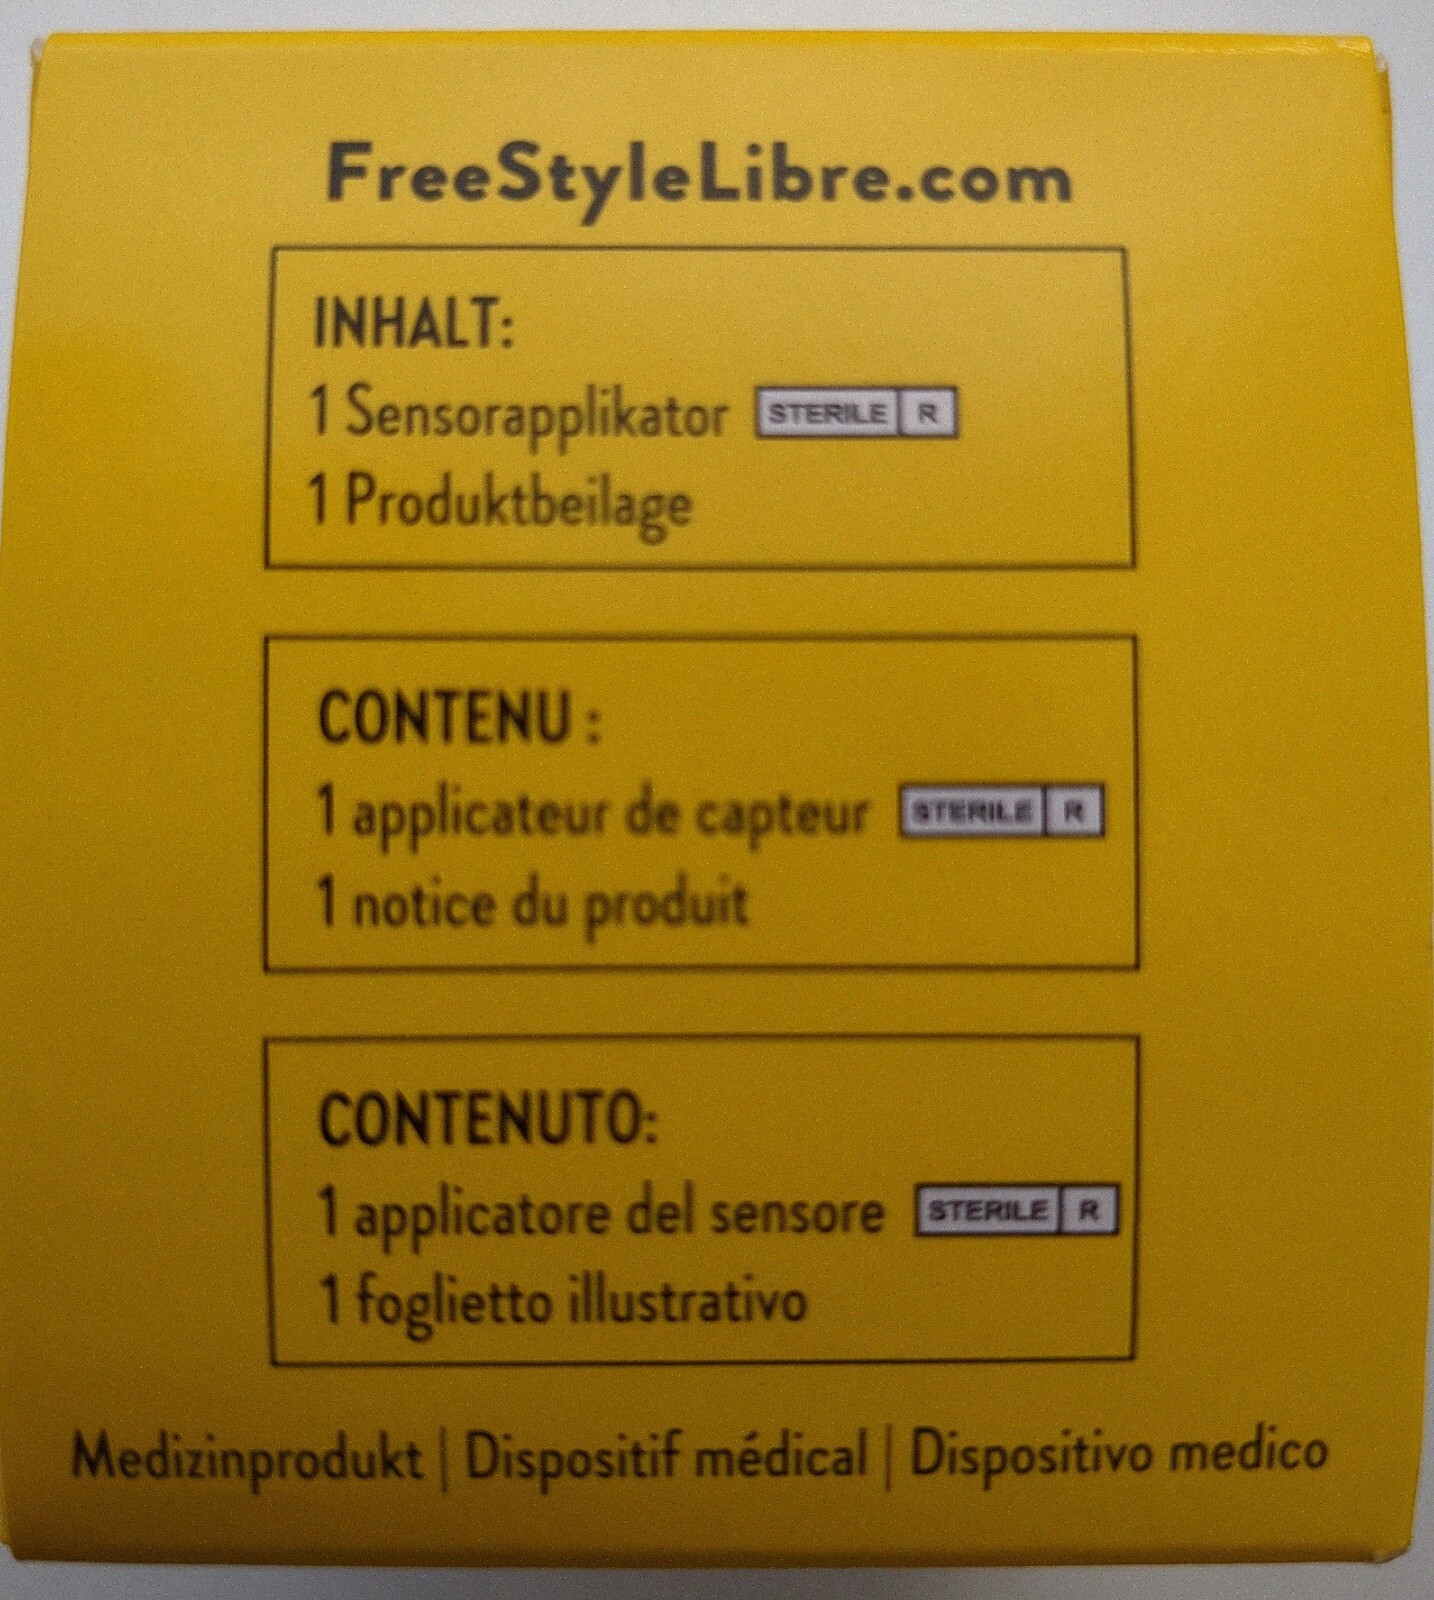 FreeStyleLibre.com
INHALT:
1 Sensorapplikator STERILE R
1 Produktbeilage
CONTENU :
1 applicateur de capteur STERILE R
1 notice du produit
CONTENUTO:
1 applicatore del sensore STERILE R
1 foglietto illustrativo
Medizinprodukt | Dispositif médical | Dispositivo medico